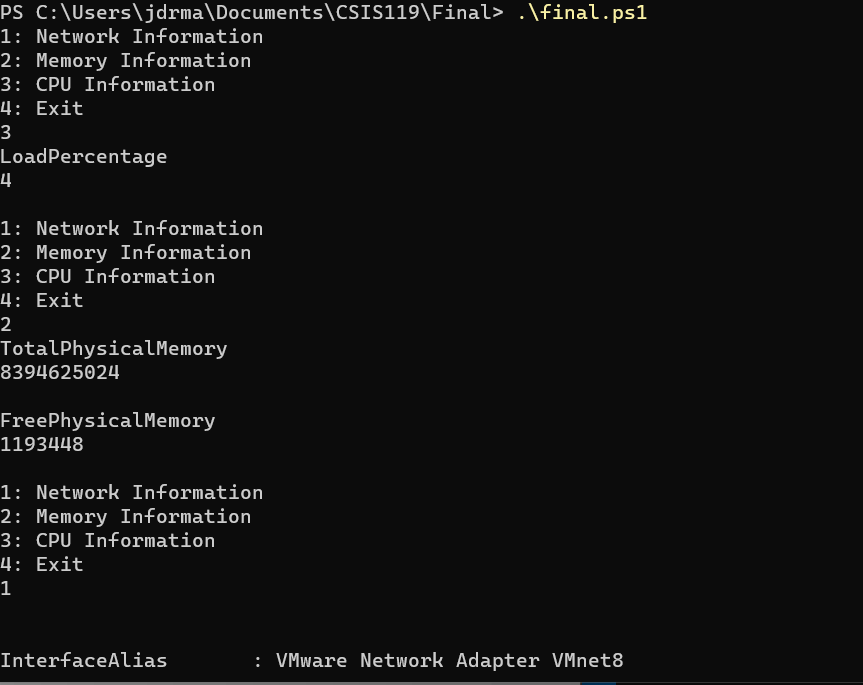 PS C:\Users\jdrma\Documents\CSIS119\Final> .\final.ps1
1: Network Information
2: Memory Information
3: CPU Information
4: Exit
3
LoadPercentage
4
1: Network Information
2: Memory Information
3: CPU Information
4: Exit
2
TotalPhysicalMemory
8394625024
FreePhysicalMemory
1193448
1: Network Information
2: Memory Information
3: CPU Information
4: Exit
1
InterfaceAlias : VMware Network Adapter VMnet8